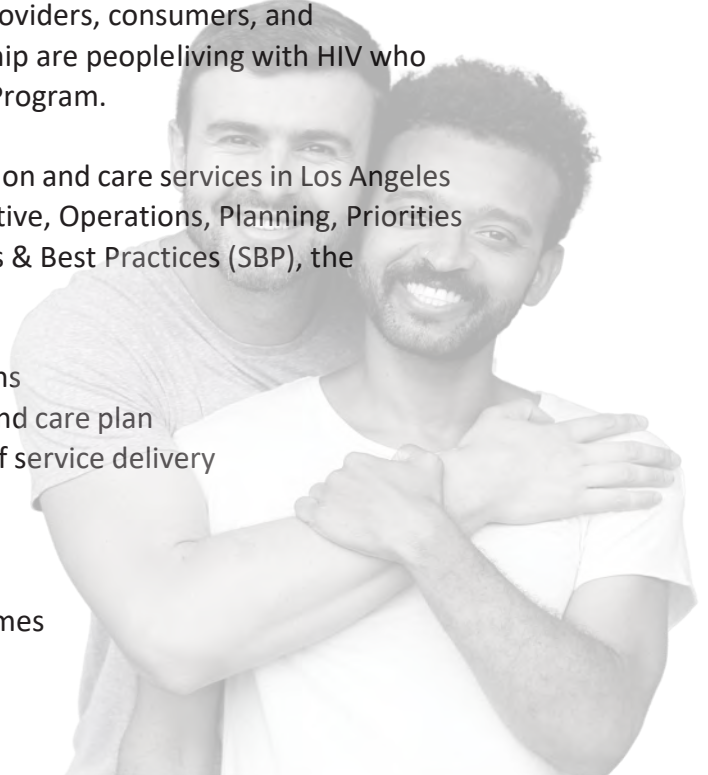 oviders, consumers, and
ip are peopleliving with HIV who
Program.
on and care services in Los Angeles
tive, Operations, Planning, Priorities
s & Best Practices (SBP), the
ns
nd care plan
f service delivery
mes